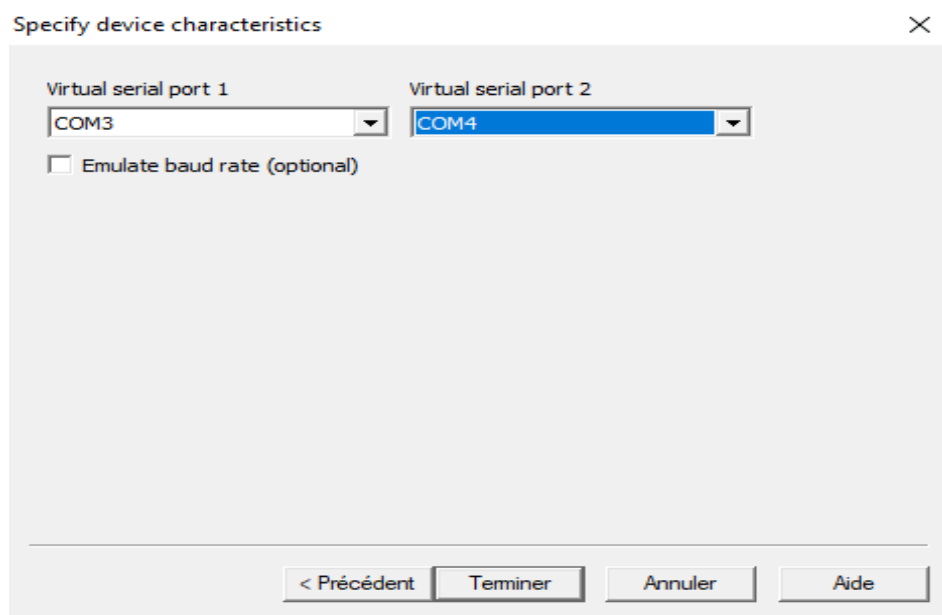 Specify device characteristics
Virtual serial port 1 Virtual serial port 2
COM3 COM4
Emulate baud rate (optional)
< Précédent Terminer Annuler Aide